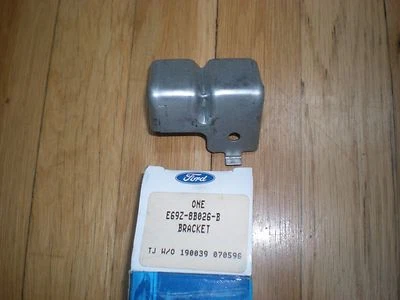 Ford
ONE
E69Z-8B026-B
BRACKET
TJ W/O 190039 070596